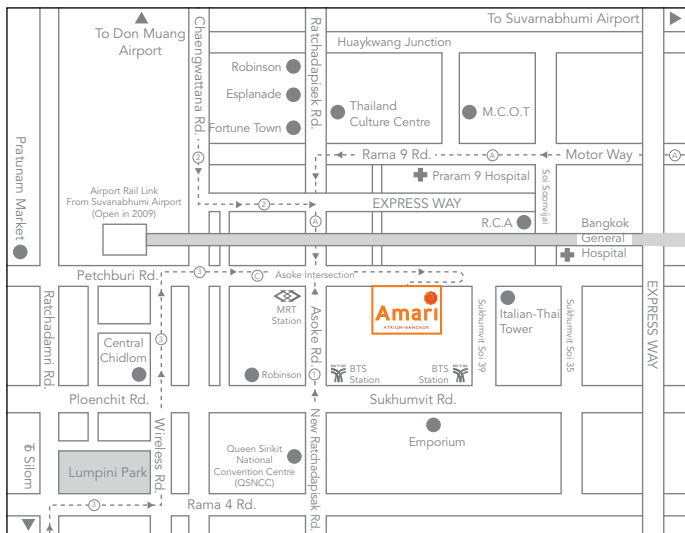 To Suvarnabhumi Airport
To Don Muang
Airport
Chaengwattana Rd.
Ratchadapisek Rd.
Huaykwang Junction
Robinson
Esplanade
Fortune Town
Thailand
Culture Centre
M.C.O.T
Pratunam Market
2
Rama 9 Rd.
A
Motor Way
A
Praram 9 Hospital
Soi Soonvijai
Airport Rail Link
From Suvanabhumi Airport
(Open in 2009)
2
EXPRESS WAY
A
R.C.A
Bangkok
General
Hospital
Petchburi Rd.
3
C
Asoke Intersection
EXPRESS WAY
Ratchadamri Rd.
MRT
Station
Asoke Rd.
Amari
ATRIUM•BANGKOK
Sukhumvit Soi 39
Italian-Thai
Tower
Sukhumvit Soi 35
3
Central
Chidlom
Robinson
1
BTS
Station
BTS
Station
Ploenchit Rd.
Sukhumvit Rd.
Wireless Rd.
New Ratchadapisak Rd.
Emporium
To Silom
Lumpini Park
Queen Sirikit
National
Convention Centre
(QSNCC)
3
Rama 4 Rd.